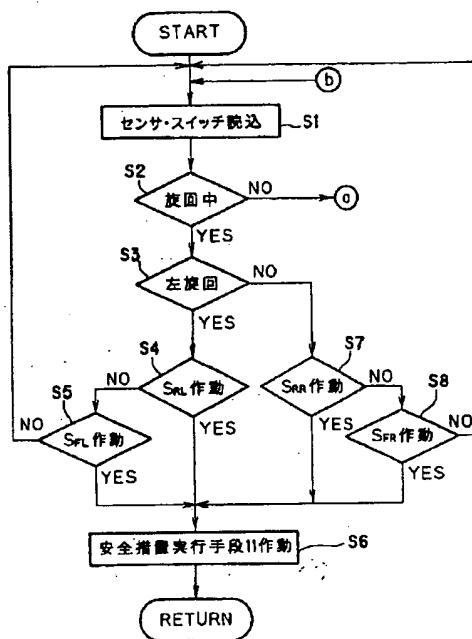 START
b
センサ・スイッチ読込
S1
S2
旋回中
NO
a
YES
S3
左旋回
NO
YES
S4
SRL作動
NO
YES
S5
SFL作動
NO
YES
S7
SRR作動
NO
YES
S8
SFR作動
NO
YES
安全措置実行手段11作動
S6
RETURN